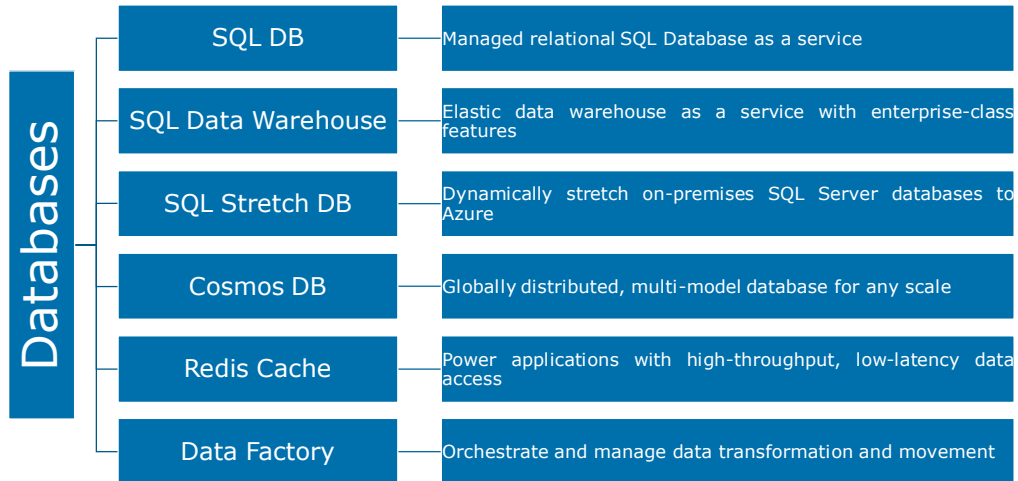 Databases
SQL DB
Managed relational SQL Database as a service
SQL Data Warehouse
Elastic data warehouse as a service with enterprise-class
features
SQL Stretch DB
Dynamically stretch on-premises SQL Server databases to
Azure
Cosmos DB
Globally distributed, multi-model database for any scale
Redis Cache
Power applications with high-throughput, low-latency data
access
Data Factory
Orchestrate and manage data transformation and movement